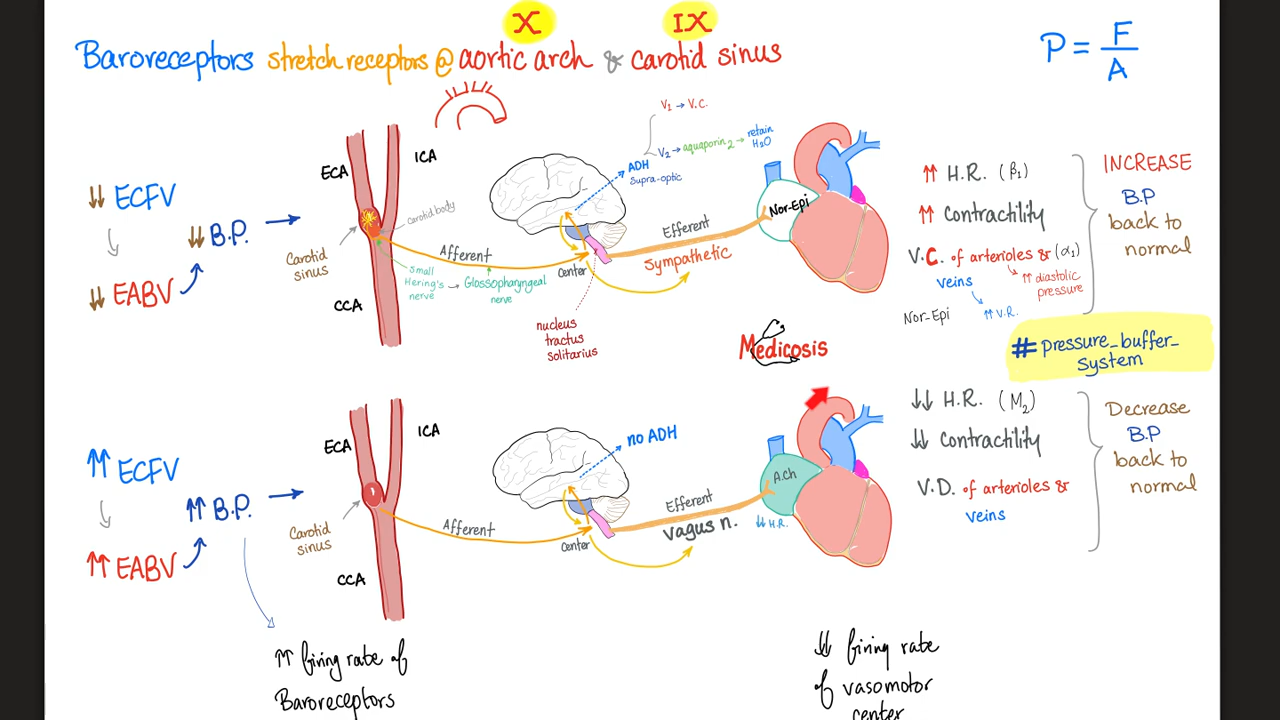 X
IX
Baroreceptors stretch receptors @ aortic arch & carotid sinus
P = F
A
V₁ → V.C.
V₂ → aquaporin 2 → retain
H₂O
ADH
Supra-optic
ECA
ICA
carotid body
↓↓ ECFV
↓↓ B.P.
↓↓ EABV
Carotid
sinus
CCA
Afferent
Small
Hering's → Glossopharyngeal
nerve
nerve
Center
nucleus
tractus
solitarius
Efferent
Sympathetic
Nor-Epi
↑↑ H.R. (β₁)
↑↑ Contractility
V.C. of arterioles & (α₁)
veins
↑↑ diastolic
pressure
↑↑ V.R.
Nor-Epi
INCREASE
B.P
back to
normal
Medicosis
# pressure_buffer_
system
↑↑ ECFV
↑↑ B.P.
↑↑ EABV
ECA
ICA
Carotid
sinus
CCA
Afferent
no ADH
Center
Efferent
vagus n.
A.Ch
↓↓ H.R.
↓↓ H.R. (M₂)
↓↓ Contractility
V.D. of arterioles &
veins
Decrease
B.P
back to
normal
↑↑ firing rate of
Baroreceptors
↓↓ firing rate
of vasomotor
center